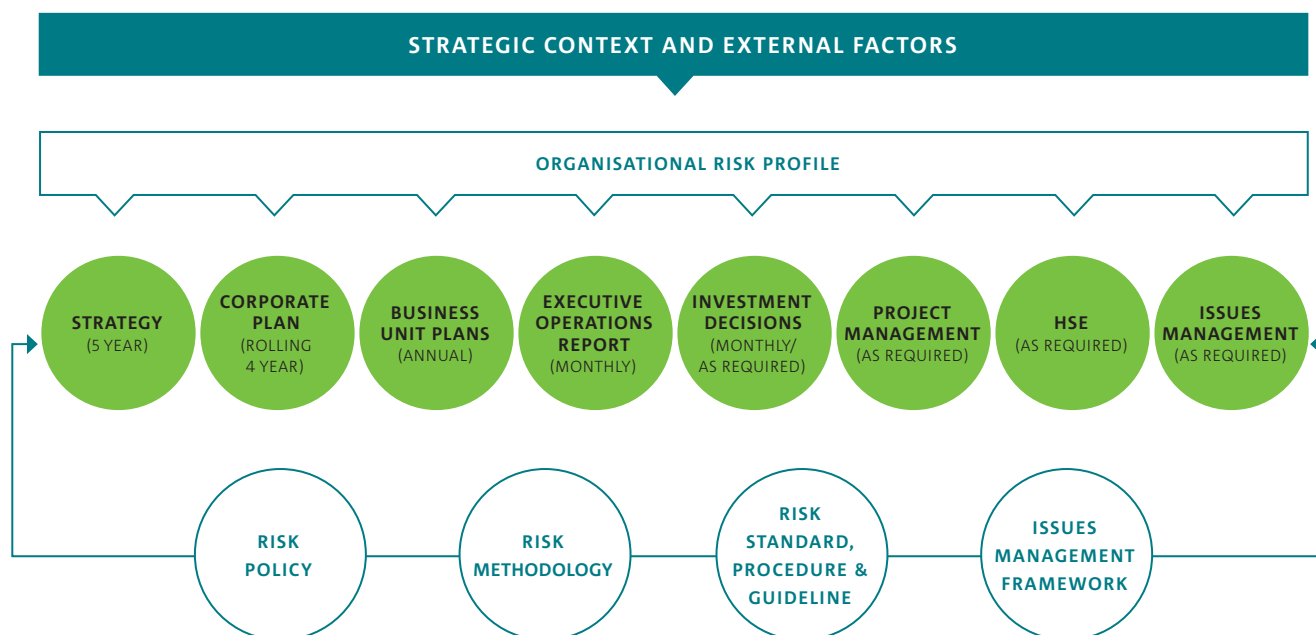 STRATEGIC CONTEXT AND EXTERNAL FACTORS
ORGANISATIONAL RISK PROFILE
STRATEGY
(5 YEAR)
CORPORATE
PLAN
(ROLLING
4 YEAR)
BUSINESS
UNIT PLANS
(ANNUAL)
EXECUTIVE
OPERATIONS
REPORT
(MONTHLY)
INVESTMENT
DECISIONS
(MONTHLY/
AS REQUIRED)
PROJECT
MANAGEMENT
(AS REQUIRED)
HSE
(AS REQUIRED)
ISSUES
MANAGEMENT
(AS REQUIRED)
RISK
POLICY
RISK
METHODOLOGY
RISK
STANDARD,
PROCEDURE &
GUIDELINE
ISSUES
MANAGEMENT
FRAMEWORK